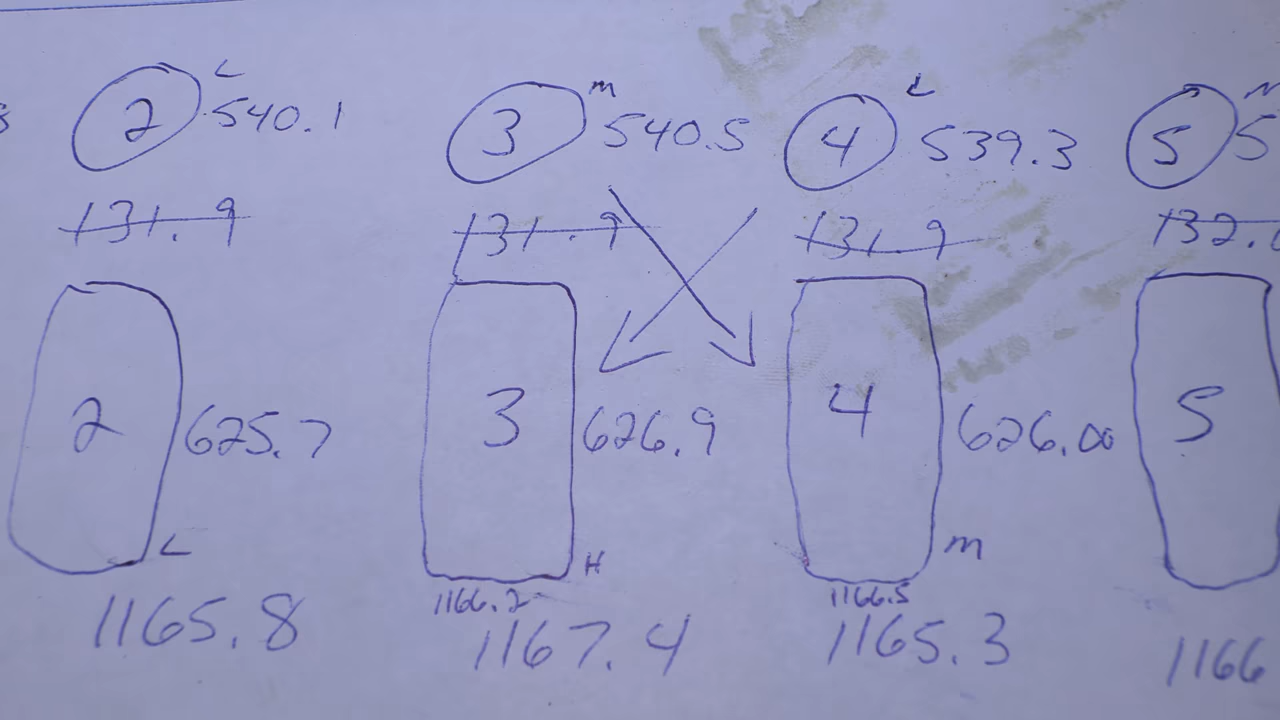 2 L 540.1 3 M 540.5 4 L 539.3 5
131.9 131.9 131.9 132.
2 625.7 3 626.9 4 626.00 5
L H M
1166.2 1166.5
1165.8 1167.4 1165.3 1166